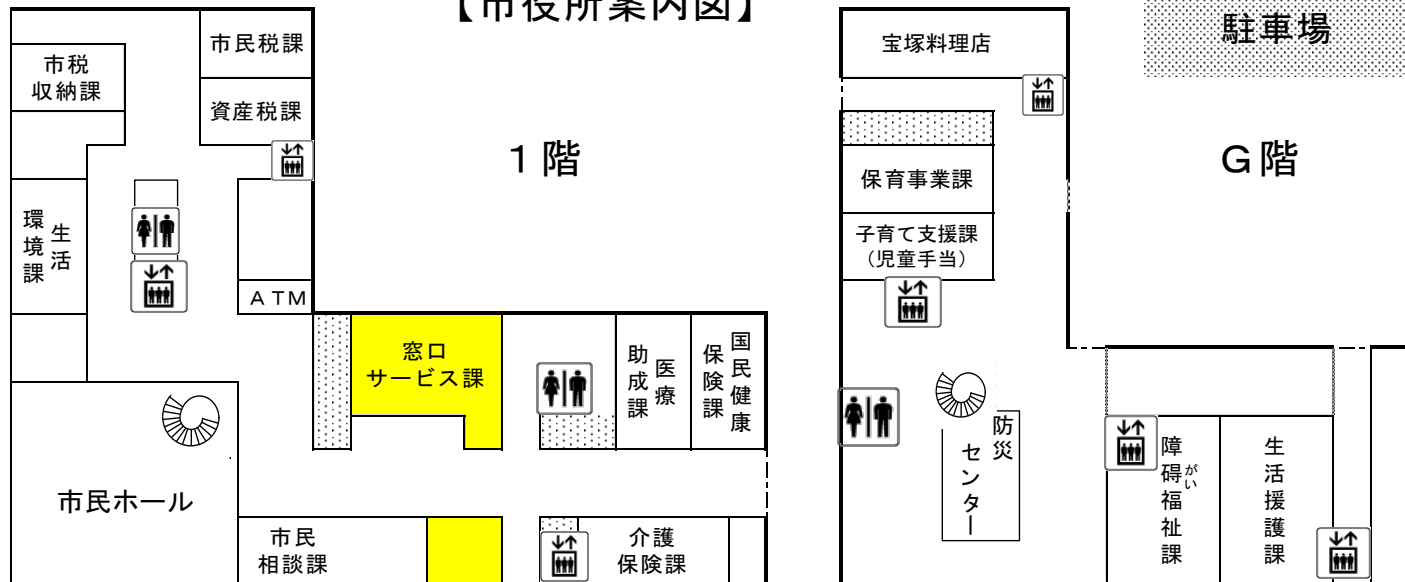 【市役所案内図】
市税
収納課
市民税課
資産税課
1階
生活
環境課
ATM
窓口
サービス課
医療
助成課
国民健康
保険課
市民ホール
市民
相談課
介護
保険課
駐車場
宝塚料理店
G階
保育事業課
子育て支援課
（児童手当）
防災
センター
障碍福祉課
がい
生活援護課